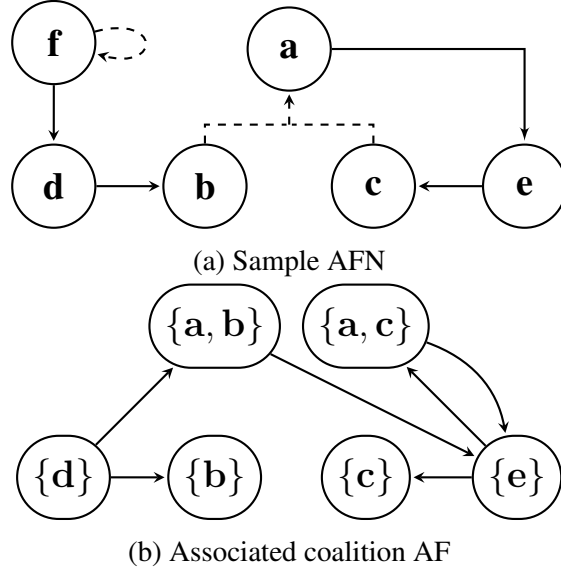 f a
d b c e
(a) Sample AFN
{a, b} {a, c}
{d} {b} {c} {e}
(b) Associated coalition AF